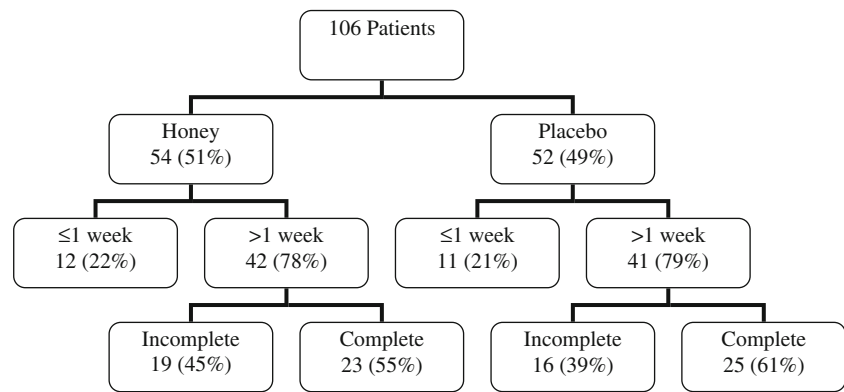 106 Patients
Honey
54 (51%)
Placebo
52 (49%)
≤1 week
12 (22%)
>1 week
42 (78%)
≤1 week
11 (21%)
>1 week
41 (79%)
Incomplete
19 (45%)
Complete
23 (55%)
Incomplete
16 (39%)
Complete
25 (61%)